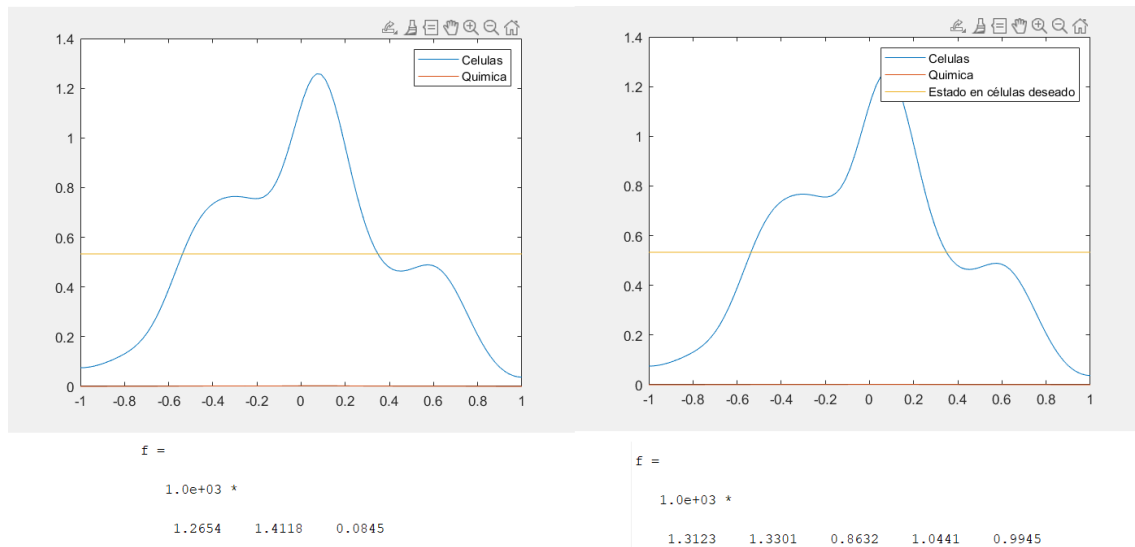 1.4
1.2
1
0.8
0.6
0.4
0.2
0
-1 -0.8 -0.6 -0.4 -0.2 0 0.2 0.4 0.6 0.8 1
Celulas
Quimica
f =
1.0e+03 *
1.2654 1.4118 0.0845
1.4
1.2
1
0.8
0.6
0.4
0.2
0
-1 -0.8 -0.6 -0.4 -0.2 0 0.2 0.4 0.6 0.8 1
Celulas
Quimica
Estado en células deseado
f =
1.0e+03 *
1.3123 1.3301 0.8632 1.0441 0.9945